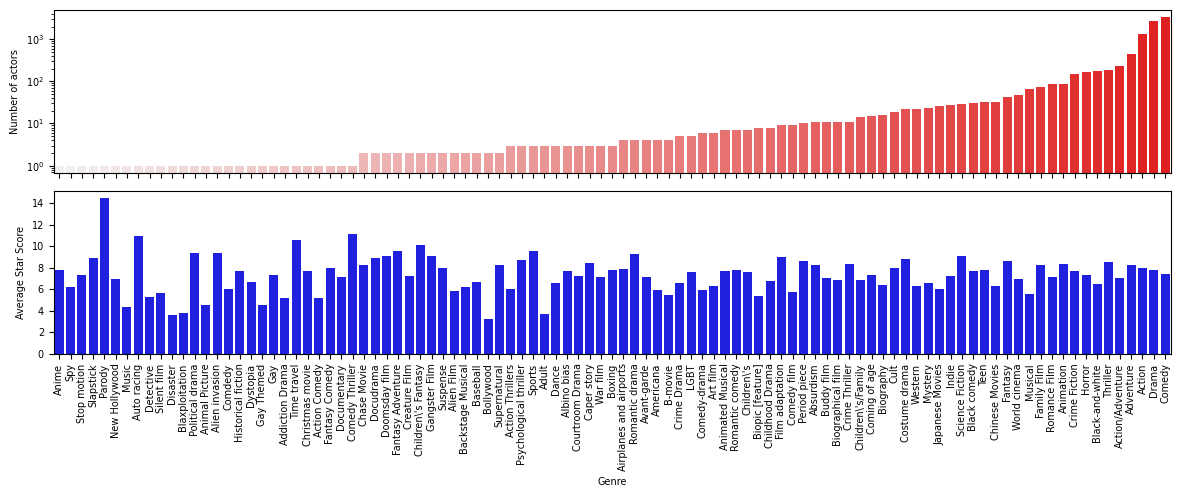 Number of actors
10³
10²
10¹
10⁰
Average Star Score
14
12
10
8
6
4
2
0
Anime
Spy
Stop motion
Slapstick
Parody
New Hollywood
Music
Auto racing
Detective
Silent film
Disaster
Blaxploitation
Political drama
Animal Picture
Alien invasion
Comdedy
Historical fiction
Dystopia
Gay Themed
Gay
Addiction Drama
Time travel
Christmas movie
Action Comedy
Fantasy Comedy
Documentary
Comedy Thriller
Chase Movie
Docudrama
Doomsday film
Fantasy Adventure
Creature Film
Children\'s Fantasy
Gangster Film
Suspense
Alien Film
Backstage Musical
Baseball
Bollywood
Supernatural
Action Thrillers
Psychological thriller
Sports
Adult
Dance
Albino bias
Courtroom Drama
Caper story
War film
Boxing
Airplanes and airports
Romantic drama
Avant-garde
Americana
B-movie
Crime Drama
LGBT
Comedy-drama
Art film
Animated Musical
Romantic comedy
Children\'s
Biopic [feature]
Childhood Drama
Film adaptation
Comedy film
Period piece
Absurdism
Buddy film
Biographical film
Crime Thriller
Children\'s/Family
Coming of age
Biography
Cult
Costume drama
Western
Mystery
Japanese Movies
Indie
Science Fiction
Black comedy
Teen
Chinese Movies
Fantasy
World cinema
Musical
Family Film
Romance Film
Animation
Crime Fiction
Horror
Black-and-white
Thriller
Action/Adventure
Adventure
Action
Drama
Comedy
Genre